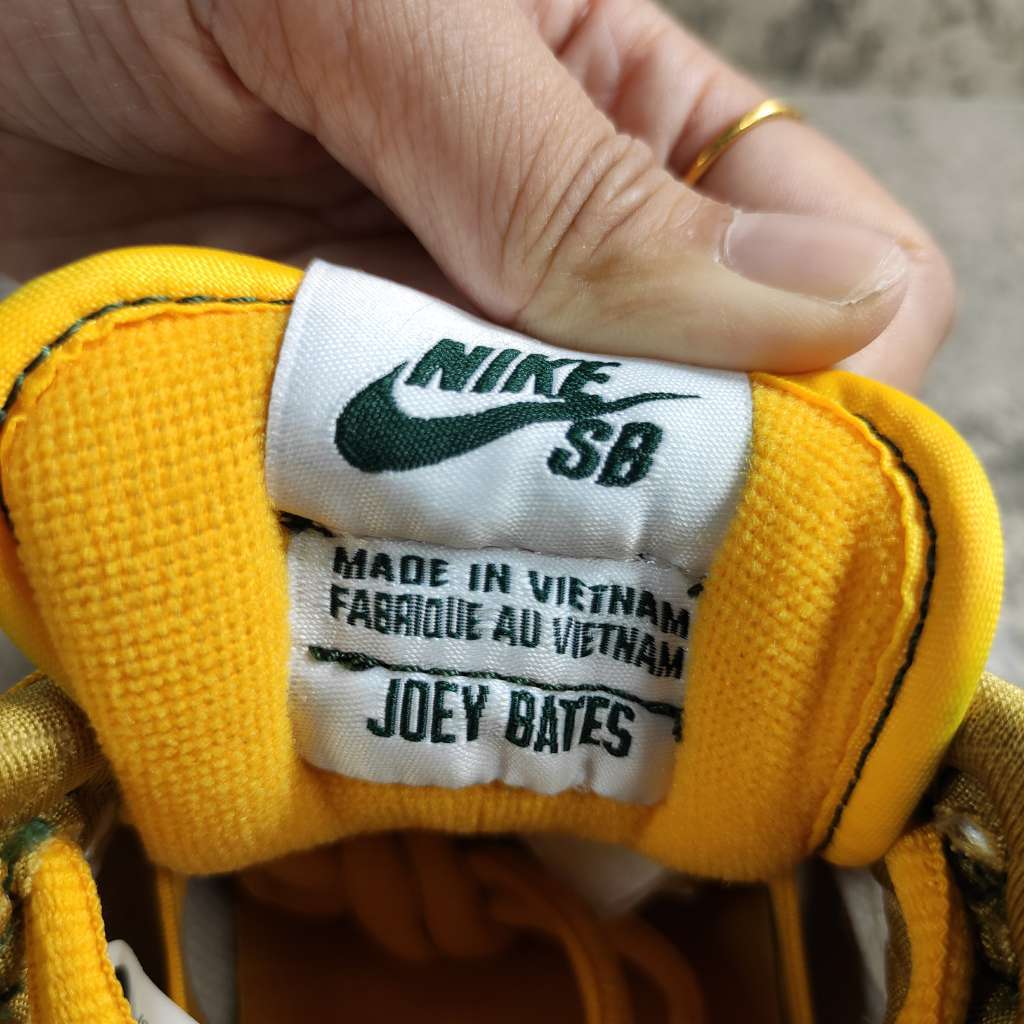 NIKE
SB
MADE IN VIETNAM
FABRIQUE AU VIETNAM
JOEY BATES